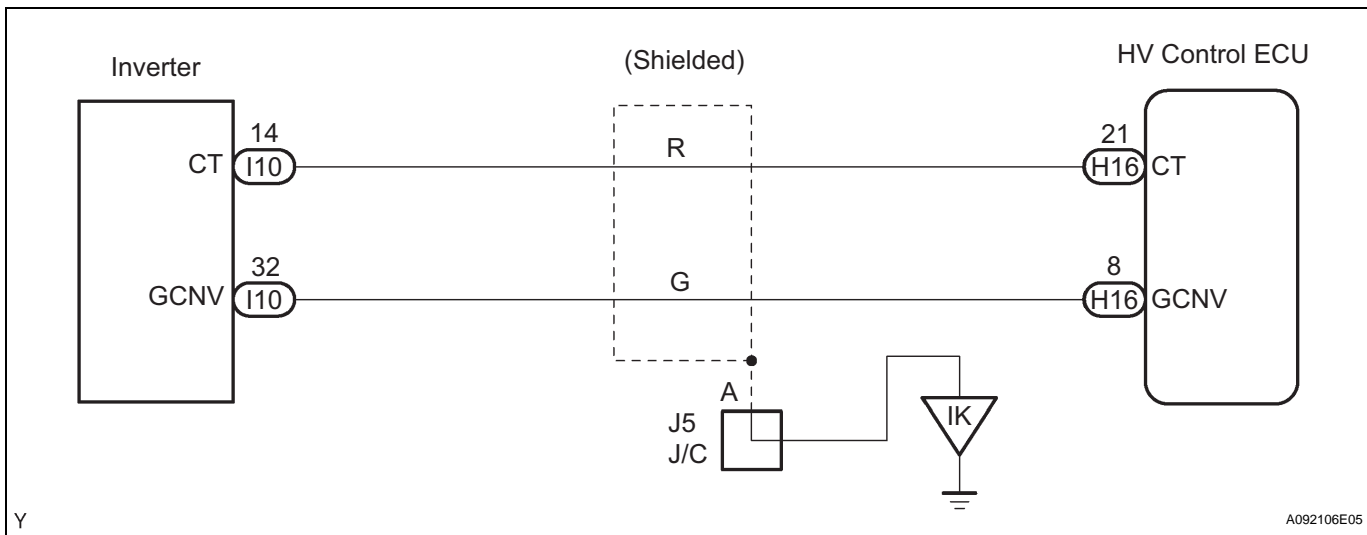 Inverter
(Shielded)
HV Control ECU
14
R
21
CT
I10
H16
CT
32
G
8
GCNV
I10
H16
GCNV
A
J5
J/C
IK
Y
A092106E05